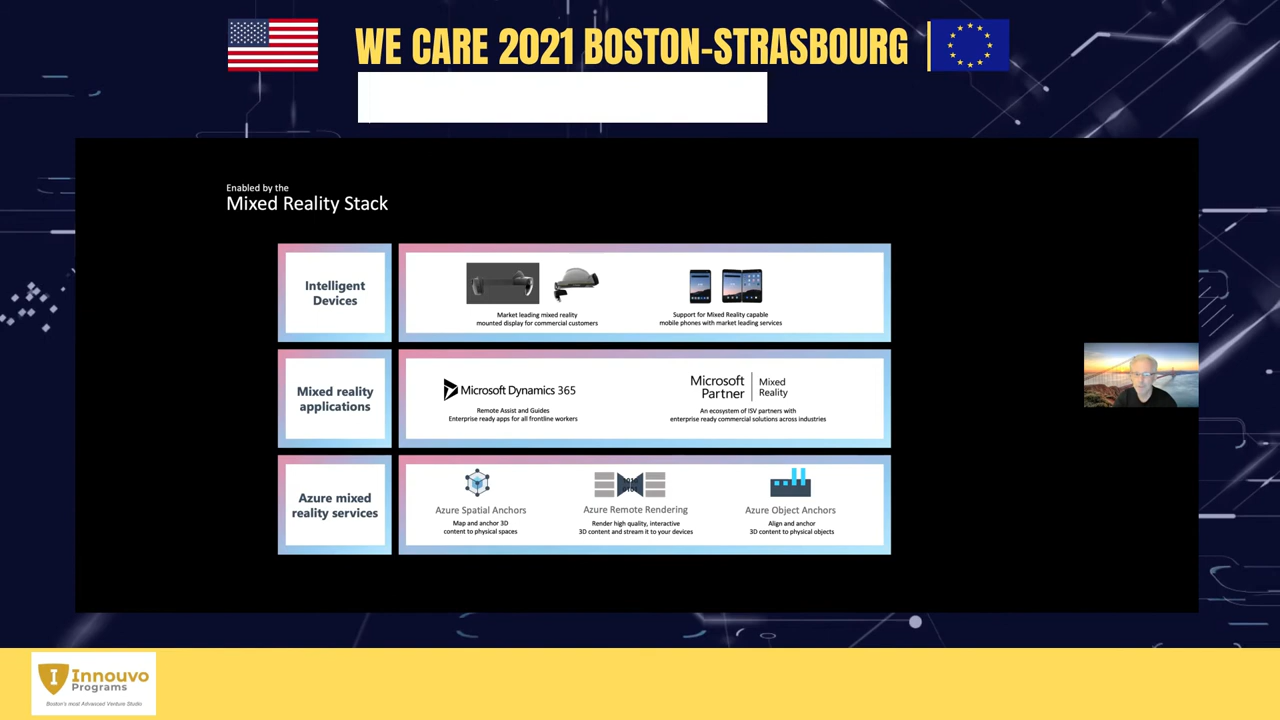 WE CARE 2021 BOSTON-STRASBOURG
Enabled by the
Mixed Reality Stack
Intelligent
Devices
Market leading mixed reality
mounted display for commercial customers
Support for Mixed Reality capable
mobile phones with market leading services
Mixed reality
applications
Microsoft Dynamics 365
Remote Assist and Guides
Enterprise ready apps for all frontline workers
Microsoft
Partner
Mixed
Reality
An ecosystem of ISV partners with
enterprise ready commercial solutions across industries
Azure mixed
reality services
Azure Spatial Anchors
Map and anchor 3D
content to physical spaces
1010
0101
Azure Remote Rendering
Render high quality, interactive
3D content and stream it to your devices
Azure Object Anchors
Align and anchor
3D content to physical objects
I
Innouvo
Programs
Boston's most Advanced Venture Studio